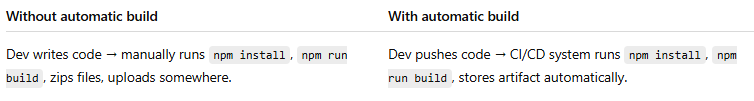 Without automatic build
With automatic build
Dev writes code → manually runs npm install, npm run
build, zips files, uploads somewhere.
Dev pushes code → CI/CD system runs npm install, npm
run build, stores artifact automatically.